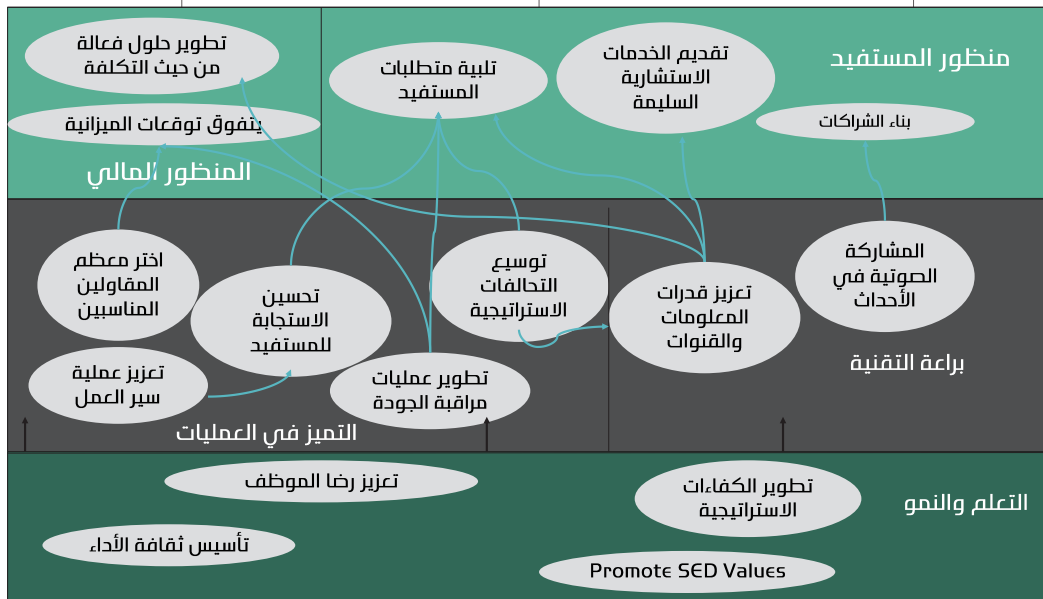 منظور المستفيد
تقديم الخدمات
الاستشارية
السليمة
بناء الشراكات
تلبية متطلبات
المستفيد
تطوير حلول فعالة
من حيث التكلفة
يتفوق توقعات الميزانية
المنظور المالي
المشاركة
الصوتية في
الأحداث
تعزيز قدرات
المعلومات
والقنوات
براعة التقنية
توسيع
التحالفات
الاستراتيجية
تحسين
الاستجابة
للمستفيد
اختر معظم
المقاولين
المناسبين
تطوير عمليات
مراقبة الجودة
تعزيز عملية
سير العمل
التميز في العمليات
التعلم والنمو
تطوير الكفاءات
الاستراتيجية
تعزيز رضا الموظف
تأسيس ثقافة الأداء
Promote SED Values